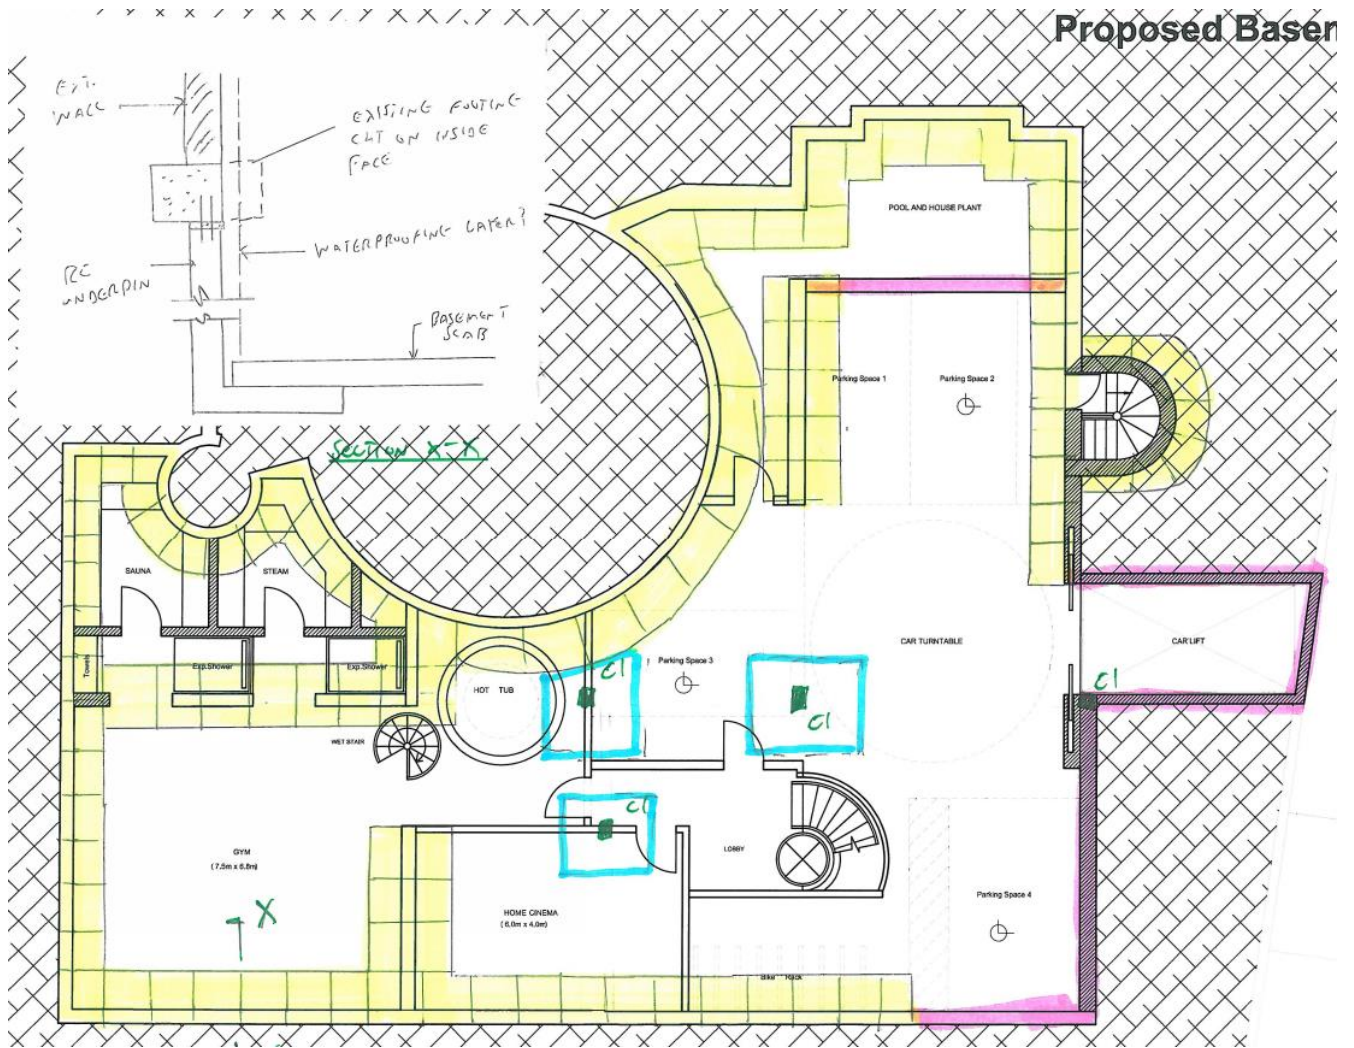 Proposed Basem
EXT.
WALL
EXISTING FOOTING
CUT ON INSIDE
FACE
WATERPROOFING LAYER?
RC
UNDERPIN
BASEMENT
SLAB
SECTION X-X
POOL AND HOUSE PLANT
Parking Space 1
Parking Space 2
SAUNA
STEAM
CAR TURNTABLE
CAR LIFT
Towels
Exp.Shower
Exp.Shower
HOT TUB
Parking Space 3
C1
C1
C1
WET STAIR
C1
LOBBY
GYM
(7.5m x 6.8m)
X
Parking Space 4
HOME CINEMA
(6.0m x 4.0m)
Bike Rack